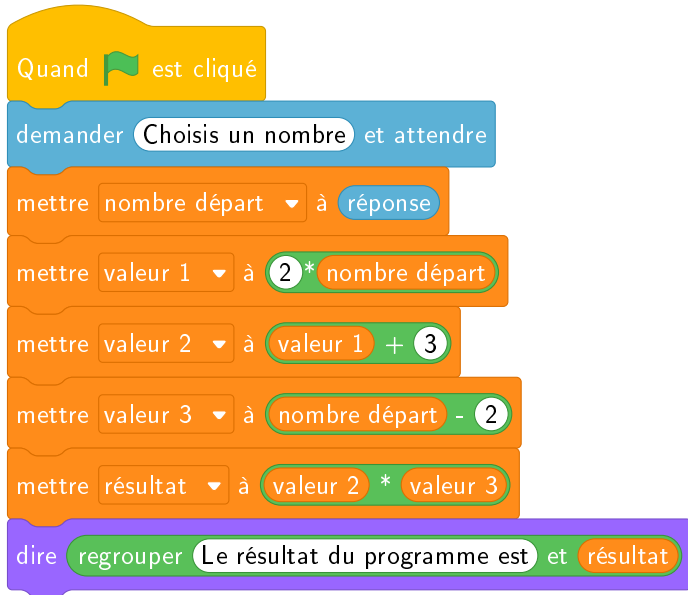 Quand est cliqué
demander Choisis un nombre et attendre
mettre nombre départ à réponse
mettre valeur 1 à 2 * nombre départ
mettre valeur 2 à valeur 1 + 3
mettre valeur 3 à nombre départ - 2
mettre résultat à valeur 2 * valeur 3
dire regrouper Le résultat du programme est et résultat